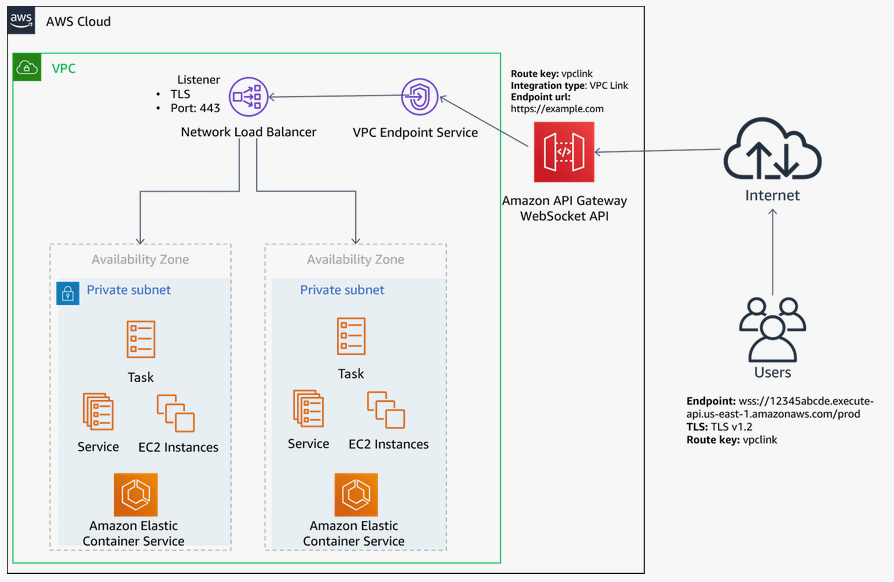 aws
AWS Cloud
VPC
Listener
• TLS
• Port: 443
Network Load Balancer
VPC Endpoint Service
Route key: vpclink
Integration type: VPC Link
Endpoint url:
https://example.com
Amazon API Gateway
WebSocket API
Internet
Users
Endpoint: wss://12345abcde.execute-
api.us-east-1.amazonaws.com/prod
TLS: TLS v1.2
Route key: vpclink
Availability Zone
Private subnet
Task
Service
EC2 Instances
Amazon Elastic
Container Service
Availability Zone
Private subnet
Task
Service
EC2 Instances
Amazon Elastic
Container Service